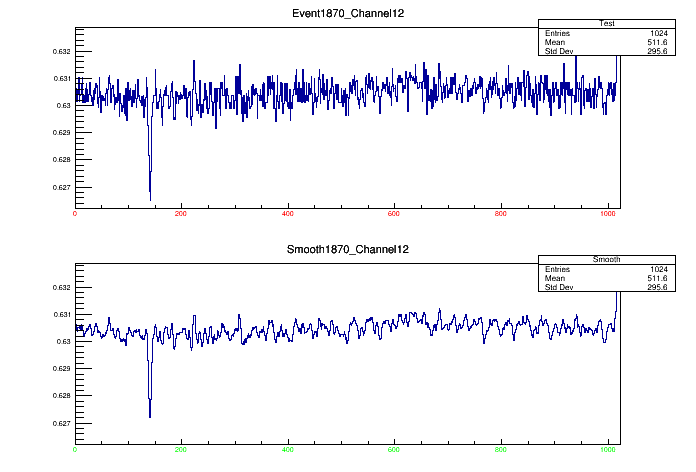 Event1870_Channel12
Test
Entries 1024
Mean 511.6
Std Dev 295.6
0.632
0.631
0.63
0.629
0.628
0.627
0 200 400 600 800 1000
Smooth1870_Channel12
Smooth
Entries 1024
Mean 511.6
Std Dev 295.6
0.632
0.631
0.63
0.629
0.628
0.627
0 200 400 600 800 1000